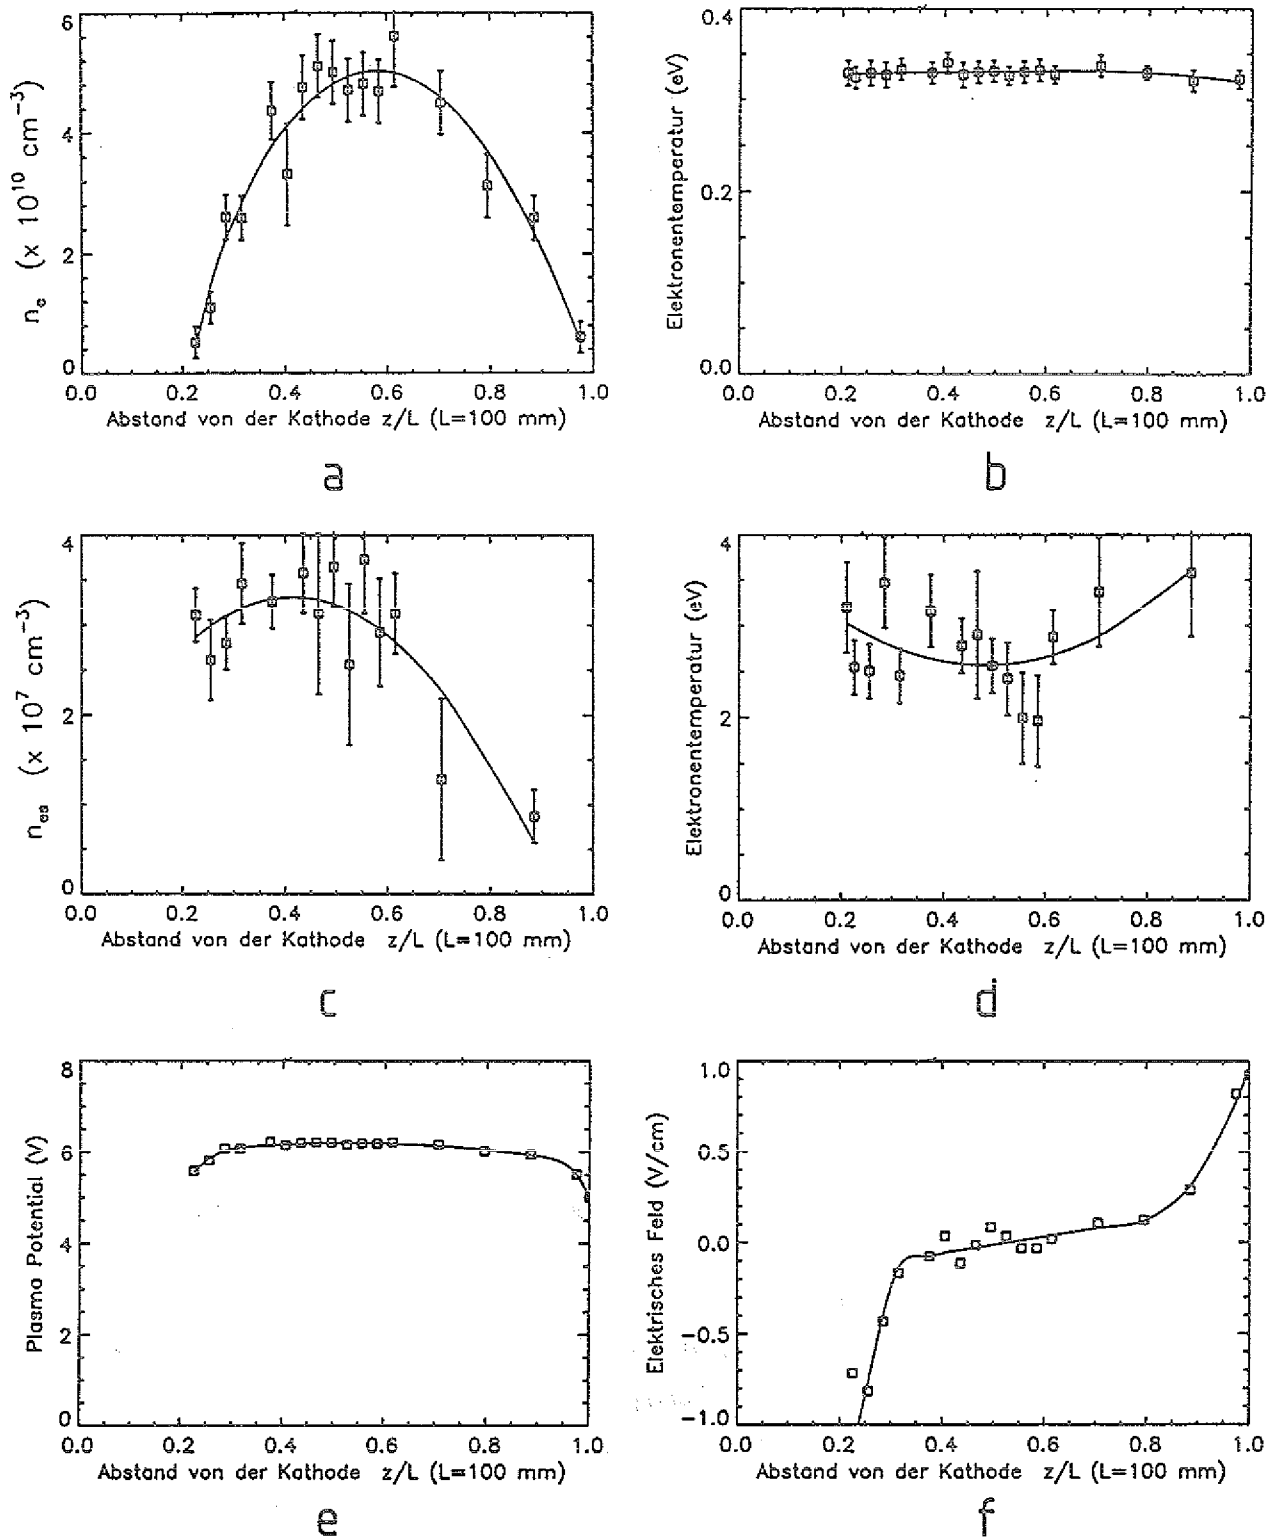 6
4
2
0
n_e (x 10^10 cm^-3)
0.0 0.2 0.4 0.6 0.8 1.0
Abstand von der Kathode z/L (L=100 mm)
a
0.4
0.2
0.0
Elektronentemperatur (eV)
0.0 0.2 0.4 0.6 0.8 1.0
Abstand von der Kathode z/L (L=100 mm)
b
4
2
0
n_es (x 10^7 cm^-3)
0.0 0.2 0.4 0.6 0.8 1.0
Abstand von der Kathode z/L (L=100 mm)
c
4
2
0
Elektronentemperatur (eV)
0.0 0.2 0.4 0.6 0.8 1.0
Abstand von der Kathode z/L (L=100 mm)
d
8
6
4
2
0
Plasma Potential (V)
0.0 0.2 0.4 0.6 0.8 1.0
Abstand von der Kathode z/L (L=100 mm)
e
1.0
0.5
0.0
-0.5
-1.0
Elektrisches Feld (V/cm)
0.0 0.2 0.4 0.6 0.8 1.0
Abstand von der Kathode z/L (L=100 mm)
f